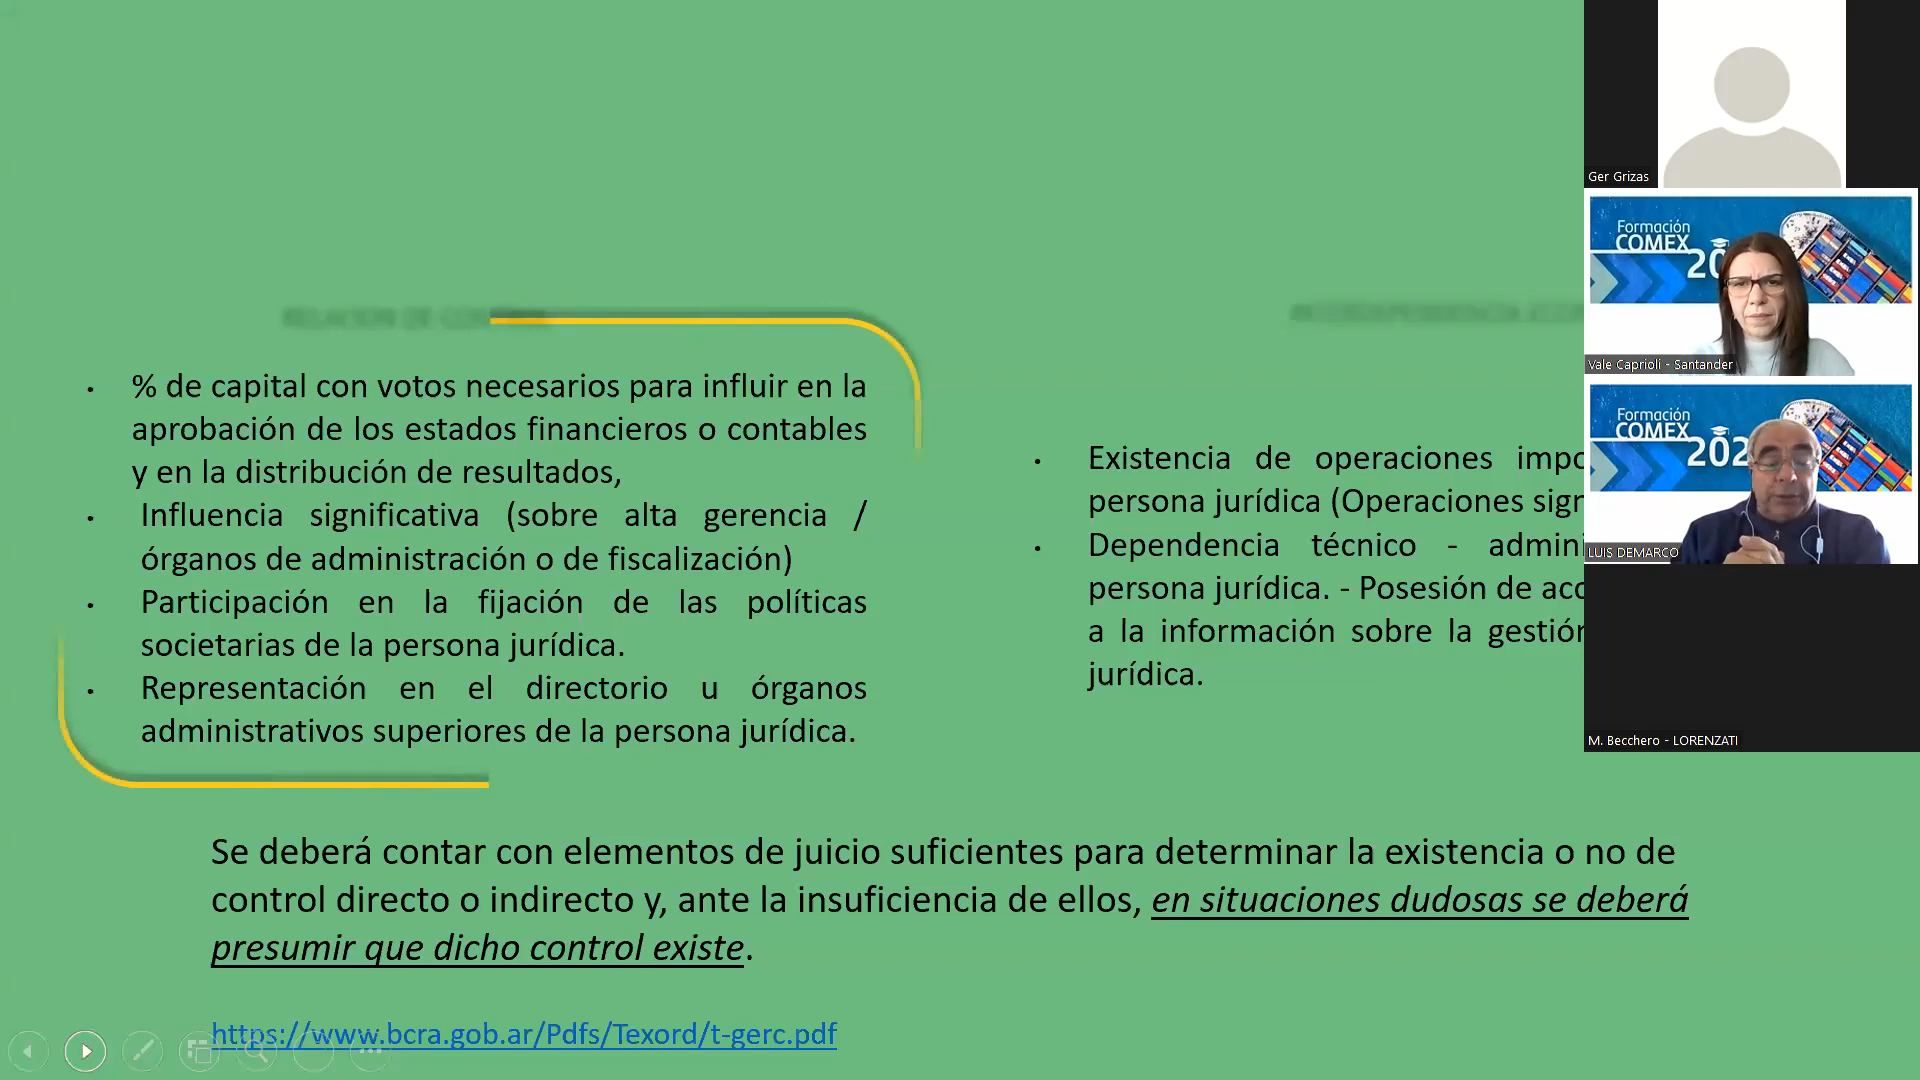 RELACION DE CONTROL
% de capital con votos necesarios para influir en la
aprobación de los estados financieros o contables
y en la distribución de resultados,
Influencia significativa (sobre alta gerencia /
órganos de administración o de fiscalización)
Participación en la fijación de las políticas
societarias de la persona jurídica.
Representación en el directorio u órganos
administrativos superiores de la persona jurídica.
INTERDEPENDENCIA
Existencia de operaciones
persona jurídica (Operaciones
Dependencia técnico -
persona jurídica. - Posesión de
a la información sobre la
jurídica.
Se deberá contar con elementos de juicio suficientes para determinar la existencia o no de
control directo o indirecto y, ante la insuficiencia de ellos, en situaciones dudosas se deberá
presumir que dicho control existe.
https://www.bcra.gob.ar/Pdfs/Texord/t-gerc.pdf
Ger Grizas
Formación
COMEX
Vale Caprioli - Santander
Formación
COMEX
LUIS DEMARCO
M. Becchero - LORENZATI